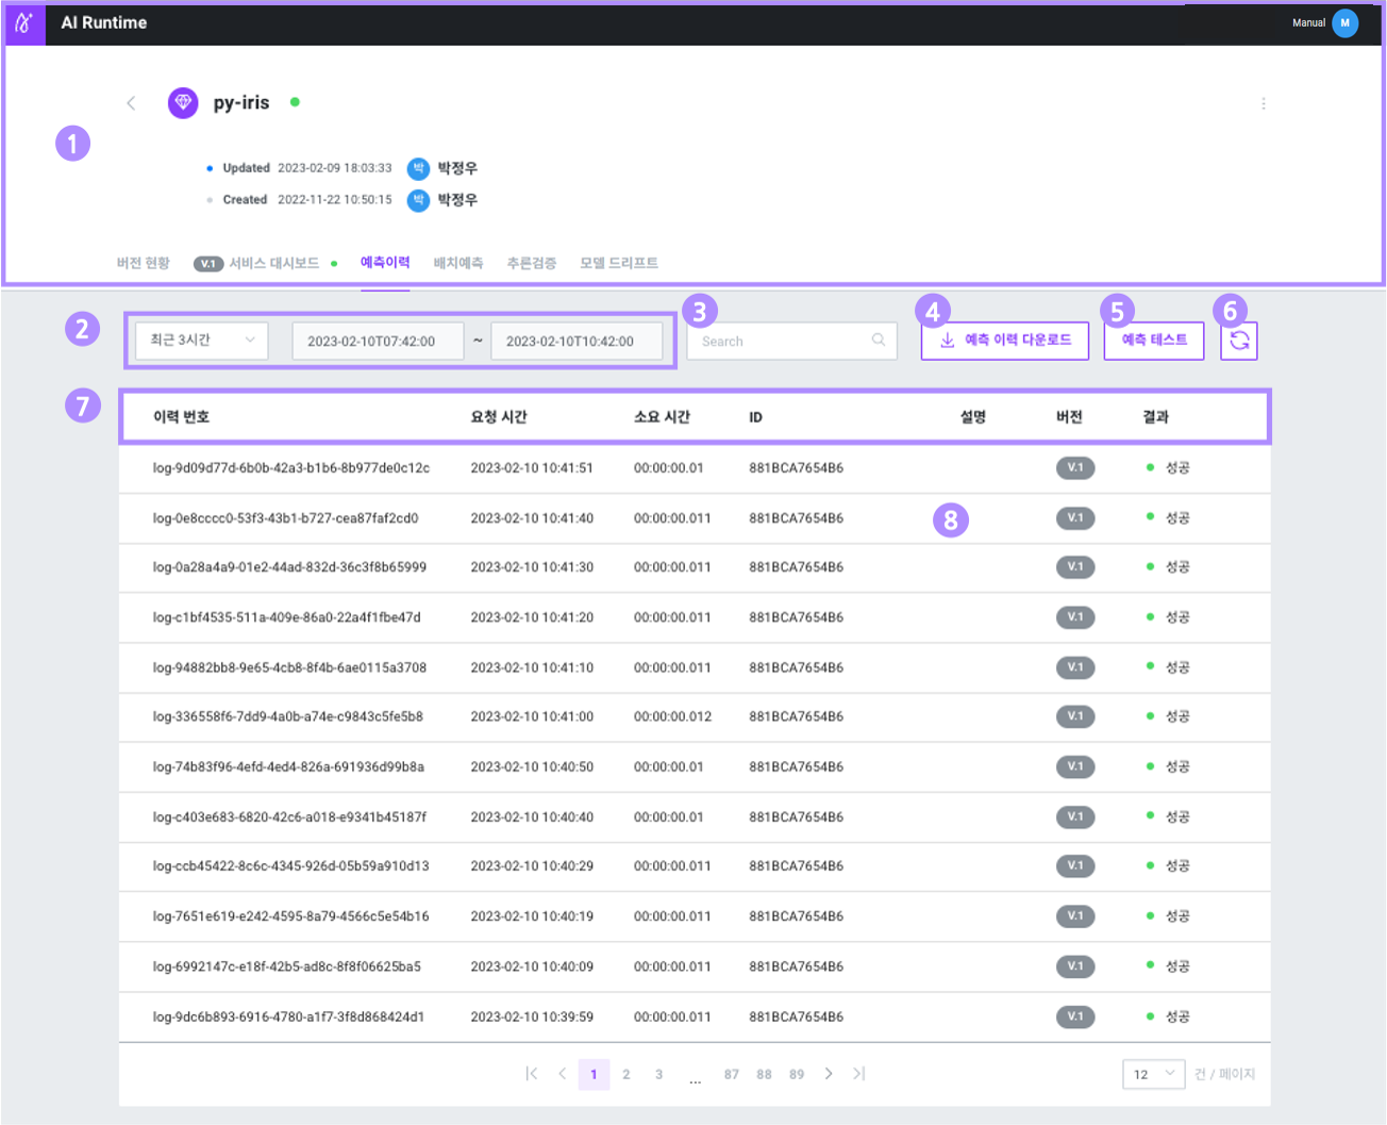 AI Runtime
Manual M
py-iris
1
Updated 2023-02-09 18:03:33 박 박정우
Created 2022-11-22 10:50:15 박 박정우
버전 현황 V.1 서비스 대시보드 예측이력 배치예측 추론검증 모델 드리프트
2 3 4 5 6
최근 3시간 2023-02-10T07:42:00 ~ 2023-02-10T10:42:00 Search 예측 이력 다운로드 예측 테스트
7
이력 번호 요청 시간 소요 시간 ID 설명 버전 결과
log-9d09d77d-6b0b-42a3-b1b6-8b977de0c12c 2023-02-10 10:41:51 00:00:00.01 881BCA7654B6 V.1 성공
log-0e8cccc0-53f3-43b1-b727-cea87faf2cd0 2023-02-10 10:41:40 00:00:00.011 881BCA7654B6 8 V.1 성공
log-0a28a4a9-01e2-44ad-832d-36c3f8b65999 2023-02-10 10:41:30 00:00:00.011 881BCA7654B6 V.1 성공
log-c1bf4535-511a-409e-86a0-22a4f1fbe47d 2023-02-10 10:41:20 00:00:00.011 881BCA7654B6 V.1 성공
log-94882bb8-9e65-4cb8-8f4b-6ae0115a3708 2023-02-10 10:41:10 00:00:00.011 881BCA7654B6 V.1 성공
log-336558f6-7dd9-4a0b-a74e-c9843c5fe5b8 2023-02-10 10:41:00 00:00:00.012 881BCA7654B6 V.1 성공
log-74b83f96-4efd-4ed4-826a-691936d99b8a 2023-02-10 10:40:50 00:00:00.01 881BCA7654B6 V.1 성공
log-c403e683-6820-42c6-a018-e9341b45187f 2023-02-10 10:40:40 00:00:00.01 881BCA7654B6 V.1 성공
log-ccb45422-8c6c-4345-926d-05b59a910d13 2023-02-10 10:40:29 00:00:00.011 881BCA7654B6 V.1 성공
log-7651e619-e242-4595-8a79-4566c5e54b16 2023-02-10 10:40:19 00:00:00.011 881BCA7654B6 V.1 성공
log-6992147c-e18f-42b5-ad8c-8f8f06625ba5 2023-02-10 10:40:09 00:00:00.011 881BCA7654B6 V.1 성공
log-9dc6b893-6916-4780-a1f7-3f8d868424d1 2023-02-10 10:39:59 00:00:00.011 881BCA7654B6 V.1 성공
1 2 3 ... 87 88 89 12 건 / 페이지